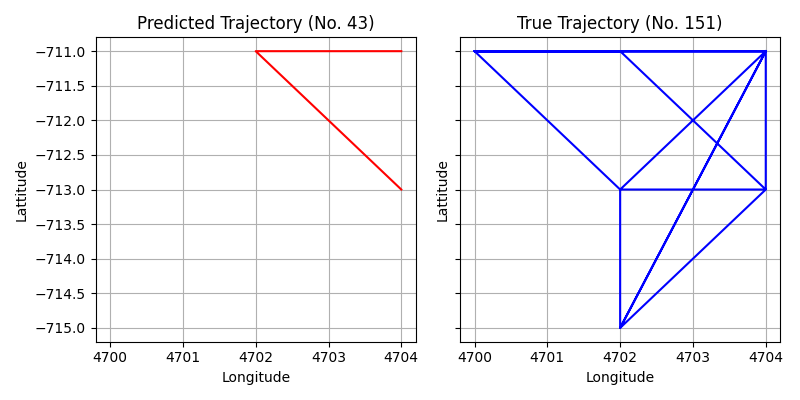 Predicted Trajectory (No. 43)
True Trajectory (No. 151)
−711.0
−711.5
−712.0
−712.5
−713.0
−713.5
−714.0
−714.5
−715.0
Lattitude
Lattitude
4700 4701 4702 4703 4704
4700 4701 4702 4703 4704
Longitude
Longitude